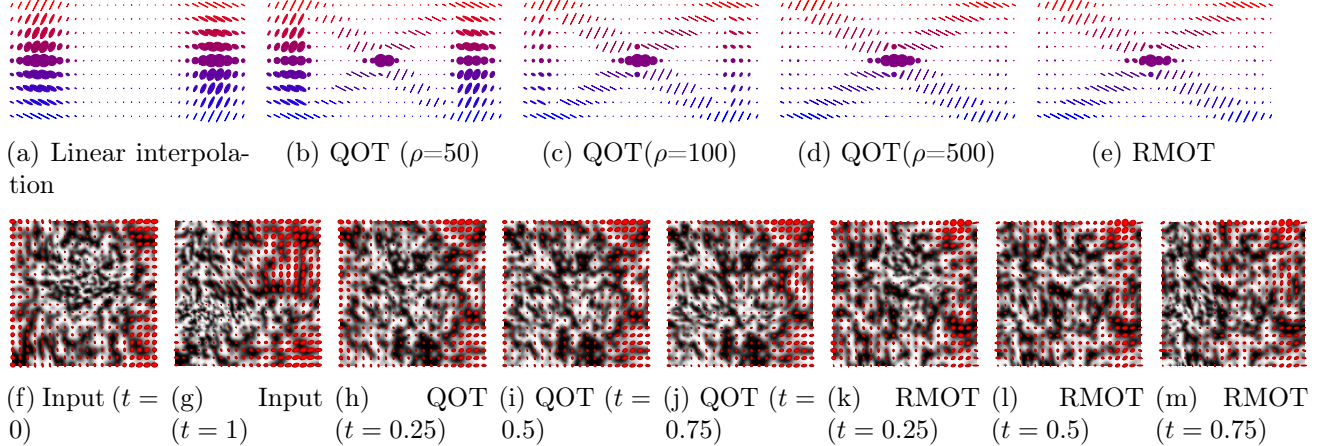 (a) Linear interpola-
tion
(b) QOT (ρ=50)
(c) QOT(ρ=100)
(d) QOT(ρ=500)
(e) RMOT
(f) Input (t =
0)
(g) Input
(t = 1)
(h) QOT
(t = 0.25)
(i) QOT (t =
0.5)
(j) QOT (t =
0.75)
(k) RMOT
(t = 0.25)
(l) RMOT
(t = 0.5)
(m) RMOT
(t = 0.75)